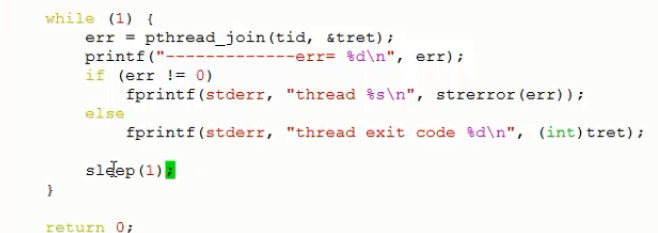 while (1) {
err = pthread_join(tid, &tret);
printf("-------------err= %d\n", err);
if (err != 0)
fprintf(stderr, "thread %s\n", strerror(err));
else
fprintf(stderr, "thread exit code %d\n", (int)tret);
sleep(1);
}
return 0;